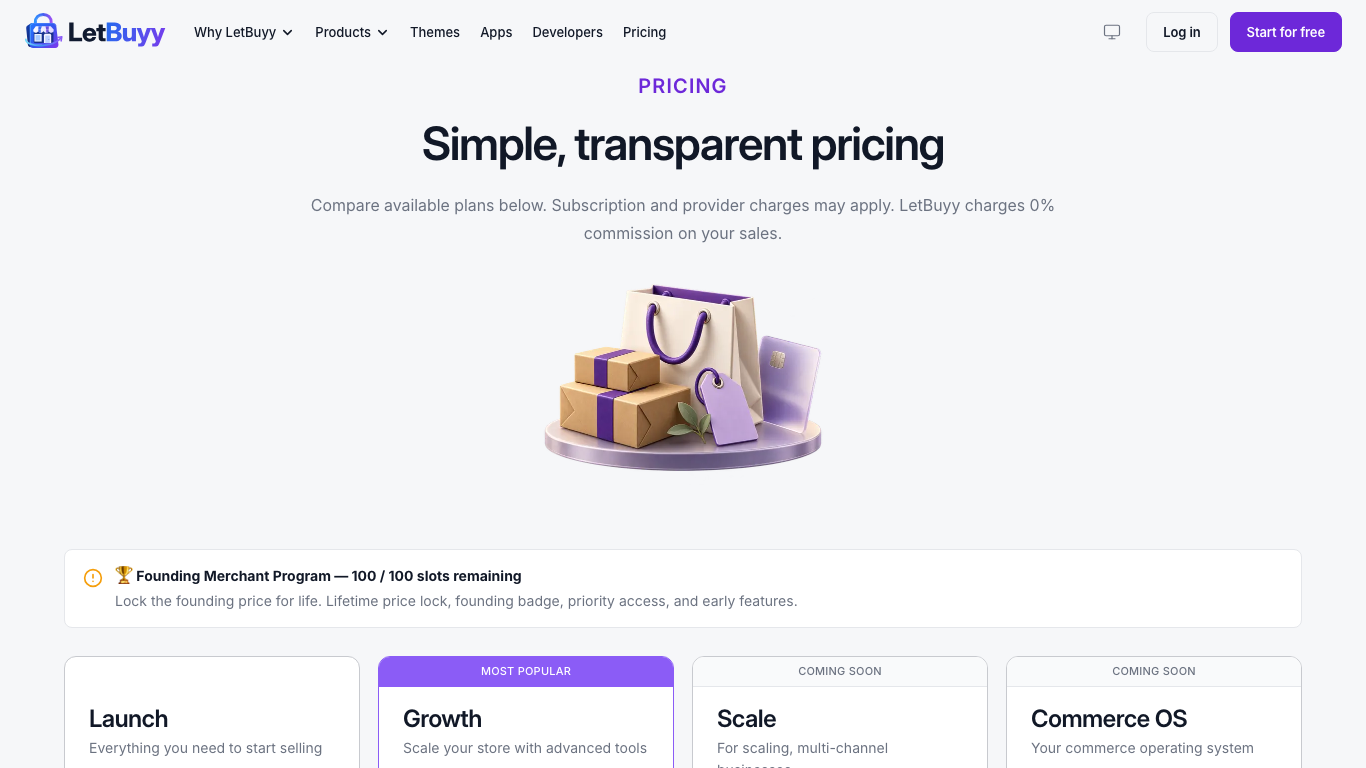 LetBuyy
Why LetBuyy
Products
Themes
Apps
Developers
Pricing
Log in
Start for free
PRICING
Simple, transparent pricing
Compare available plans below. Subscription and provider charges may apply. LetBuyy charges 0%
commission on your sales.
🏆 Founding Merchant Program — 100 / 100 slots remaining
Lock the founding price for life. Lifetime price lock, founding badge, priority access, and early features.
Launch
Everything you need to start selling
MOST POPULAR
Growth
Scale your store with advanced tools
COMING SOON
Scale
For scaling, multi-channel
COMING SOON
Commerce OS
Your commerce operating system